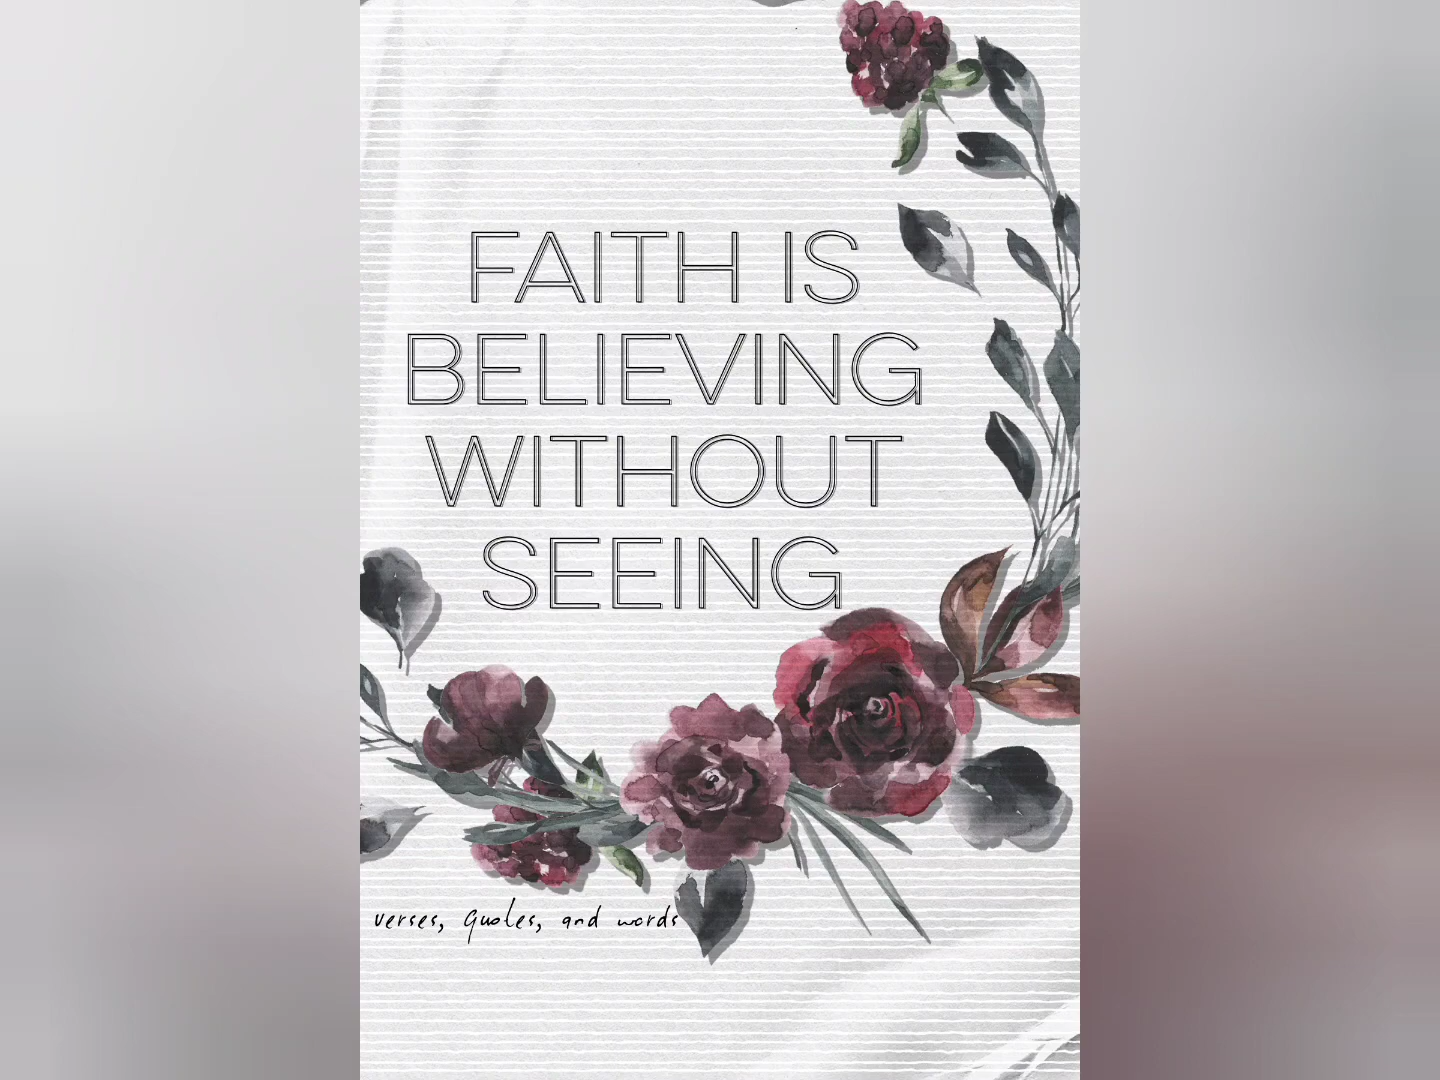 FAITH IS
BELIEVING
WITHOUT
SEEING
verses, quotes, and words